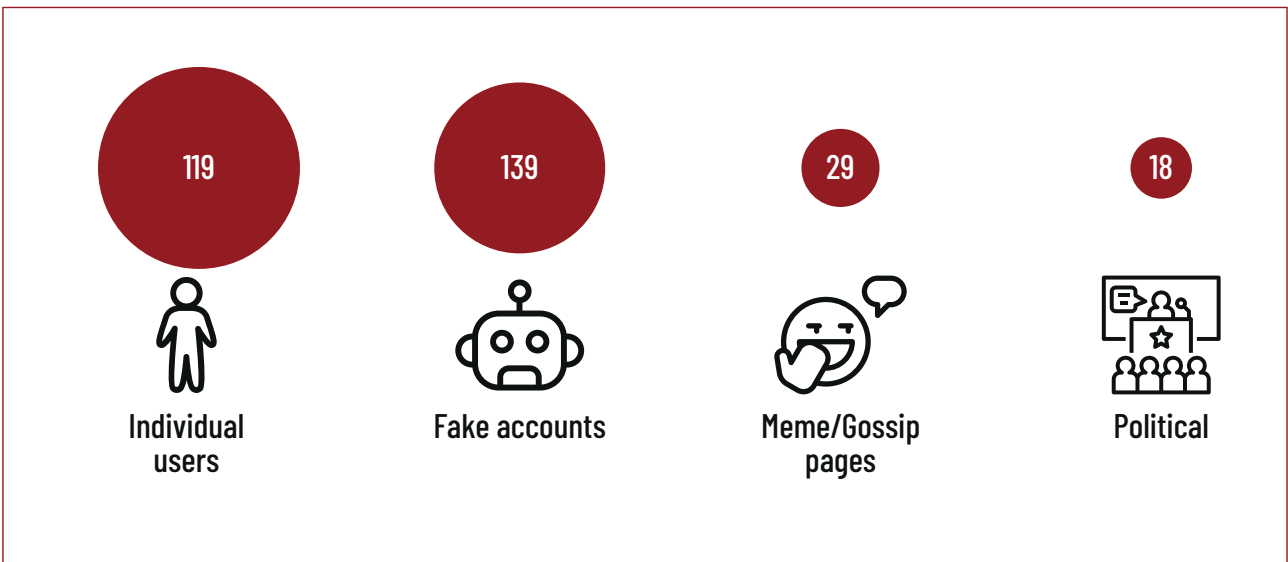 119
139
29
18
Individual
users
Fake accounts
Meme/Gossip
pages
Political